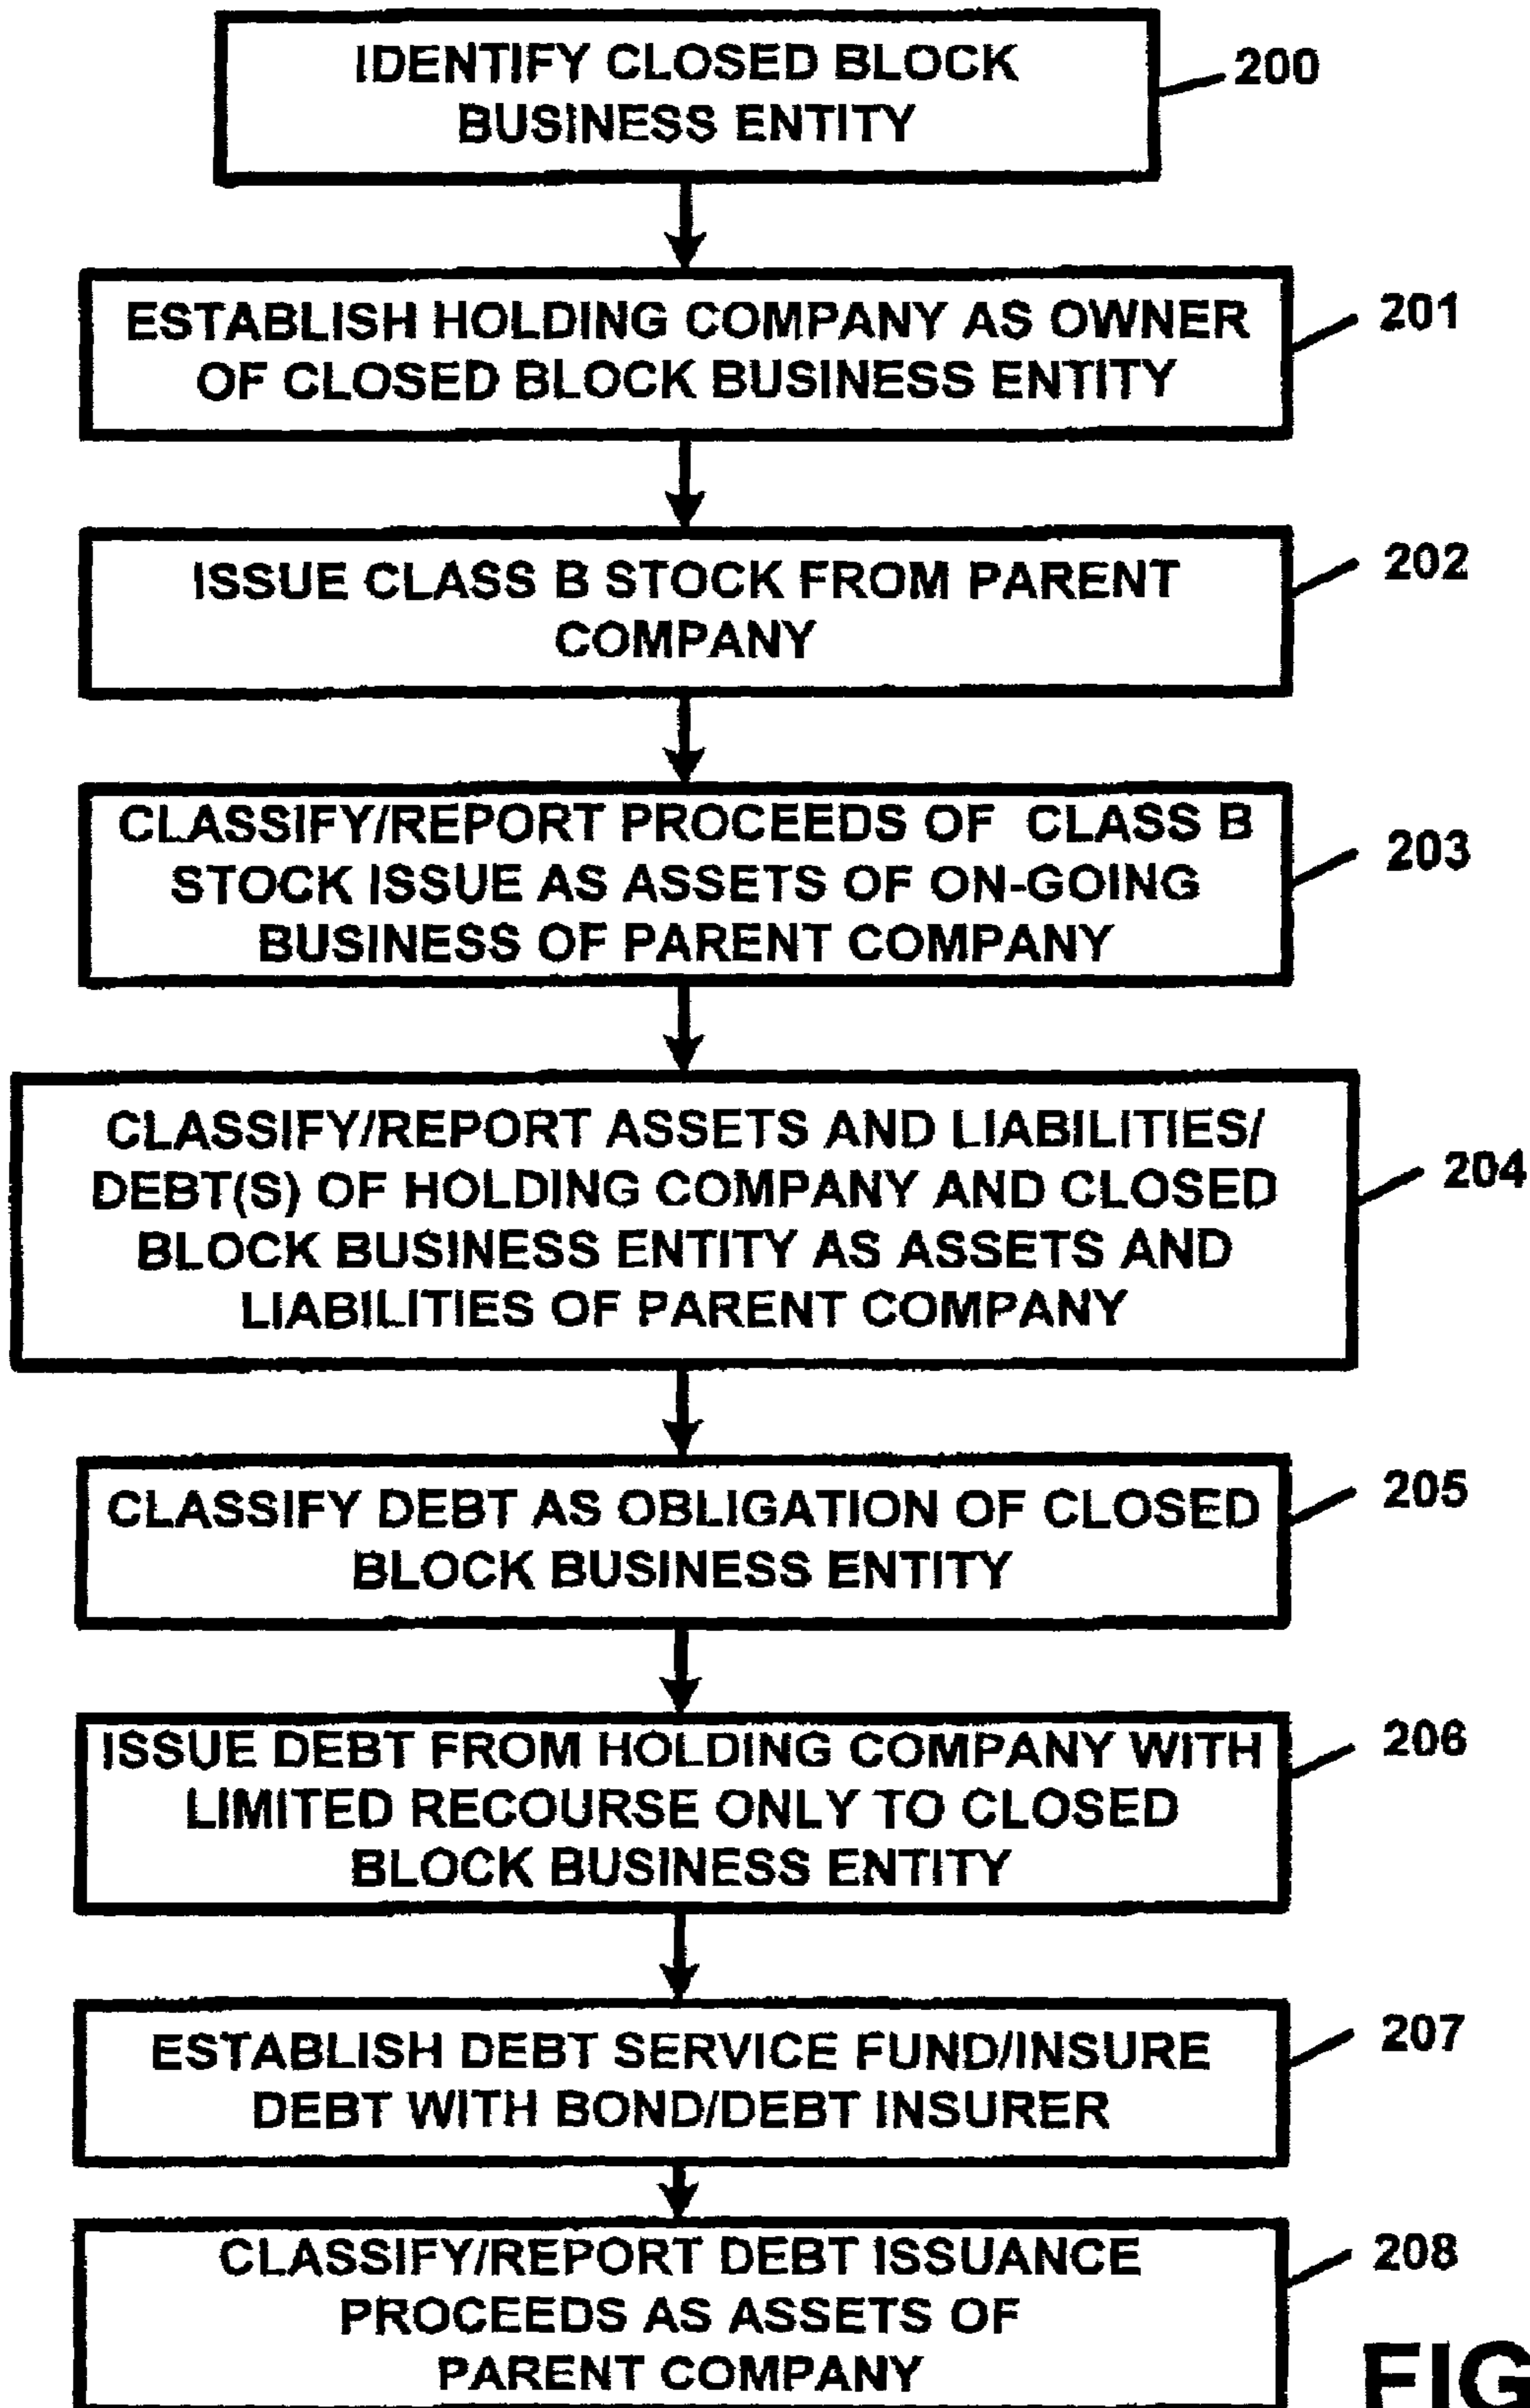 IDENTIFY CLOSED BLOCK
BUSINESS ENTITY
200
ESTABLISH HOLDING COMPANY AS OWNER
OF CLOSED BLOCK BUSINESS ENTITY
201
ISSUE CLASS B STOCK FROM PARENT
COMPANY
202
CLASSIFY/REPORT PROCEEDS OF CLASS B
STOCK ISSUE AS ASSETS OF ON-GOING
BUSINESS OF PARENT COMPANY
203
CLASSIFY/REPORT ASSETS AND LIABILITIES/
DEBT(S) OF HOLDING COMPANY AND CLOSED
BLOCK BUSINESS ENTITY AS ASSETS AND
LIABILITIES OF PARENT COMPANY
204
CLASSIFY DEBT AS OBLIGATION OF CLOSED
BLOCK BUSINESS ENTITY
205
ISSUE DEBT FROM HOLDING COMPANY WITH
LIMITED RECOURSE ONLY TO CLOSED
BLOCK BUSINESS ENTITY
206
ESTABLISH DEBT SERVICE FUND/INSURE
DEBT WITH BOND/DEBT INSURER
207
CLASSIFY/REPORT DEBT ISSUANCE
PROCEEDS AS ASSETS OF
PARENT COMPANY
208
FIG